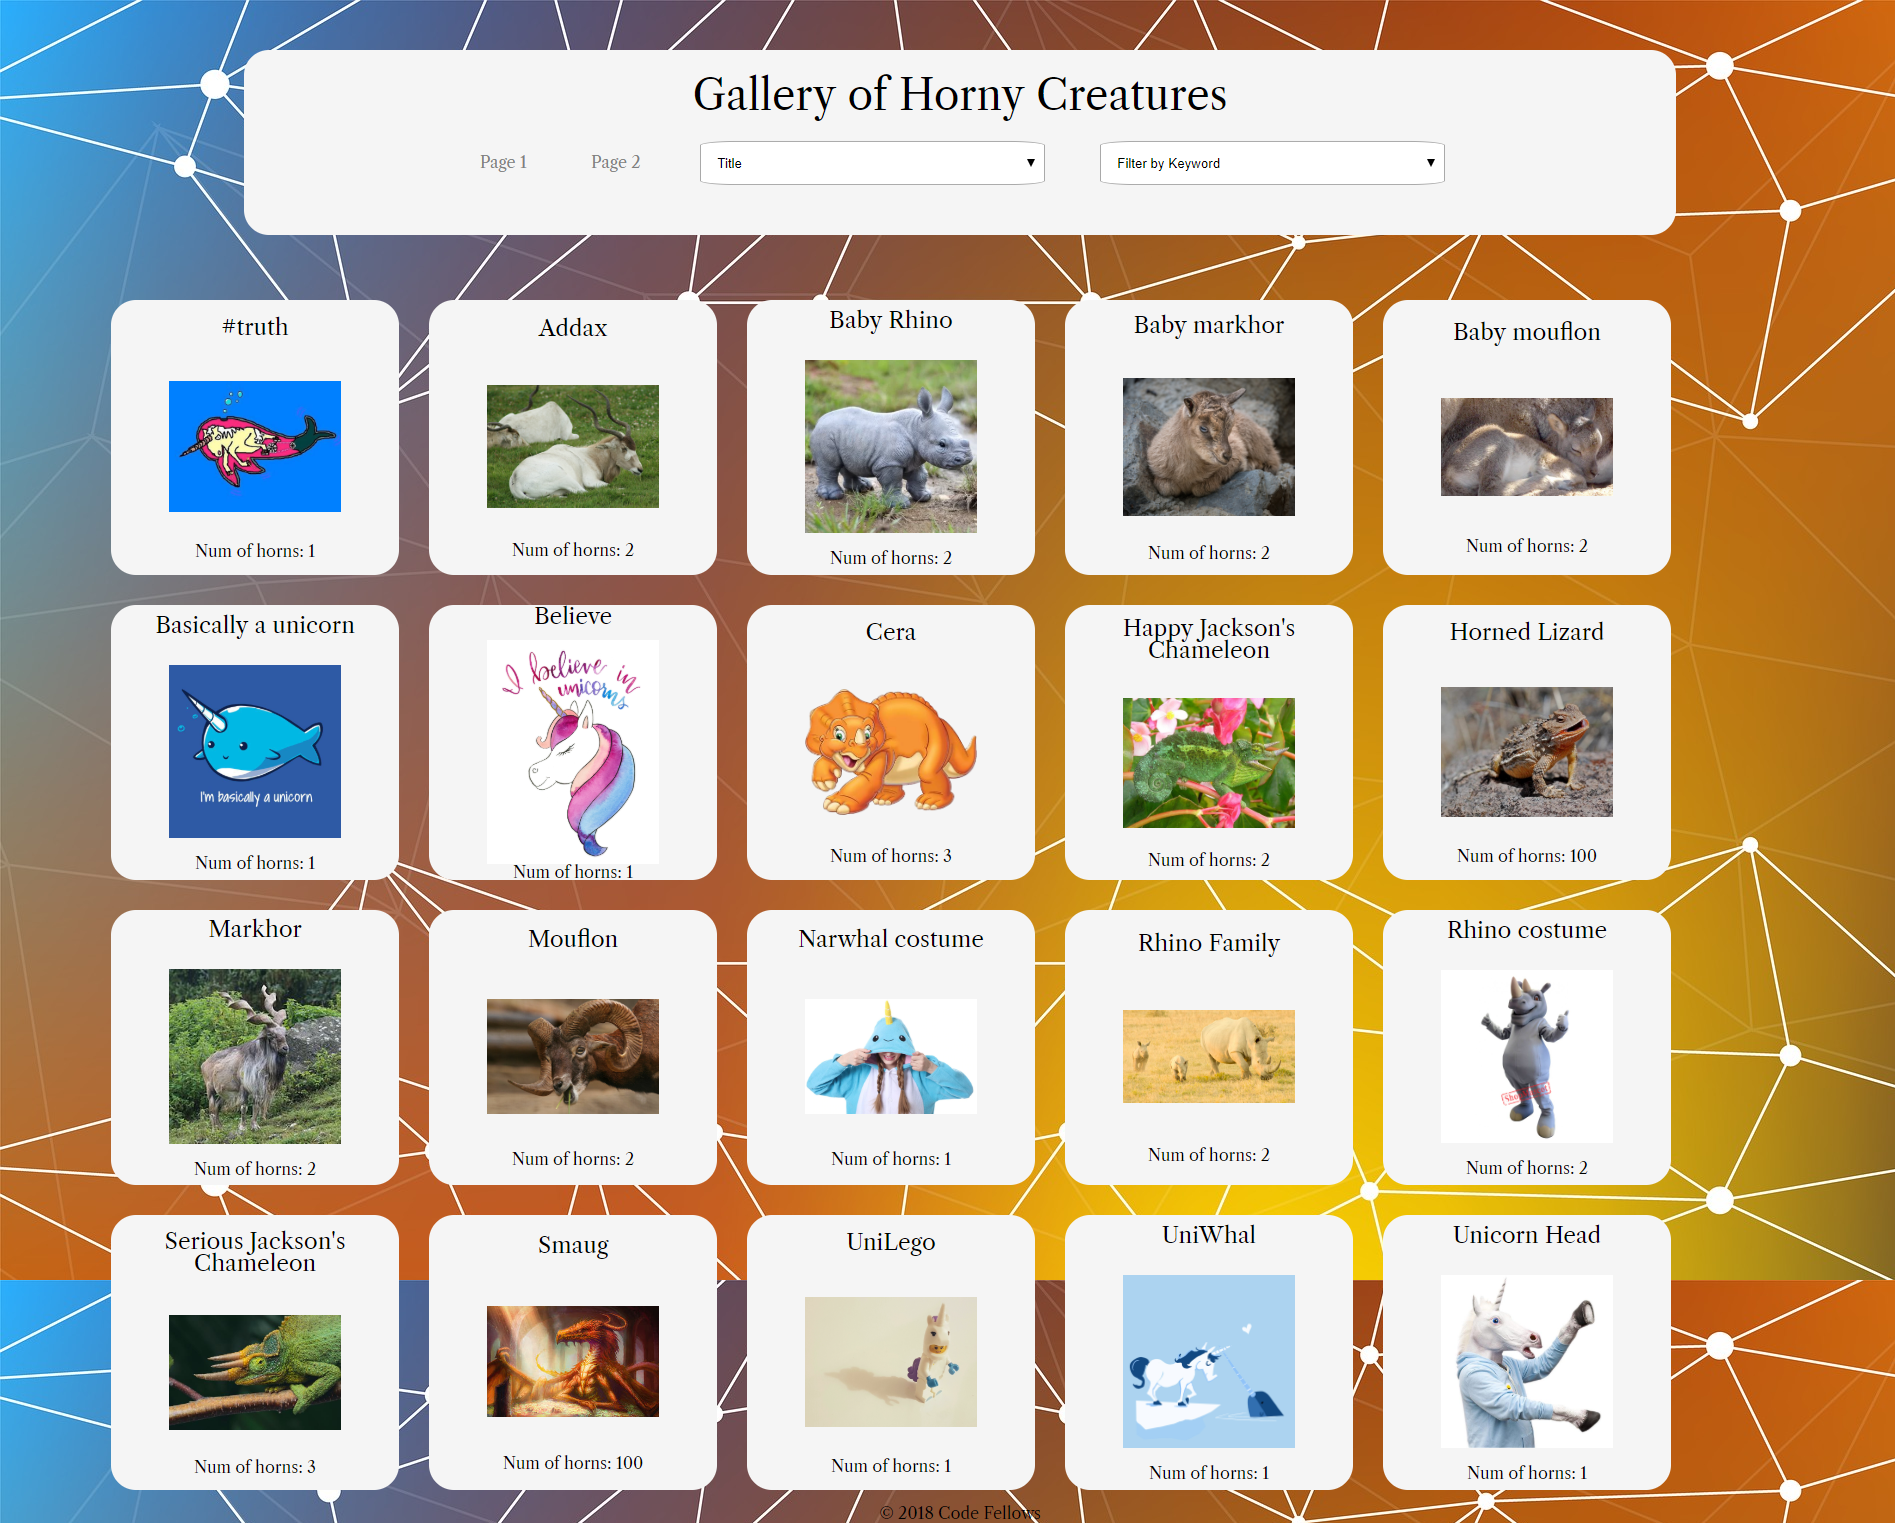 Gallery of Horny Creatures
Page 1
Page 2
Title
Filter by Keyword
#truth
Num of horns: 1
Addax
Num of horns: 2
Baby Rhino
Num of horns: 2
Baby markhor
Num of horns: 2
Baby mouflon
Num of horns: 2
Basically a unicorn
I'm basically a unicorn
Num of horns: 1
Believe
I believe in
unicorns
Num of horns: 1
Cera
Num of horns: 3
Happy Jackson's
Chameleon
Num of horns: 2
Horned Lizard
Num of horns: 100
Markhor
Num of horns: 2
Mouflon
Num of horns: 2
Narwhal costume
Num of horns: 1
Rhino Family
Num of horns: 2
Rhino costume
Num of horns: 2
Serious Jackson's
Chameleon
Num of horns: 3
Smaug
Num of horns: 100
UniLego
Num of horns: 1
UniWhal
Num of horns: 1
Unicorn Head
Num of horns: 1
© 2018 Code Fellows